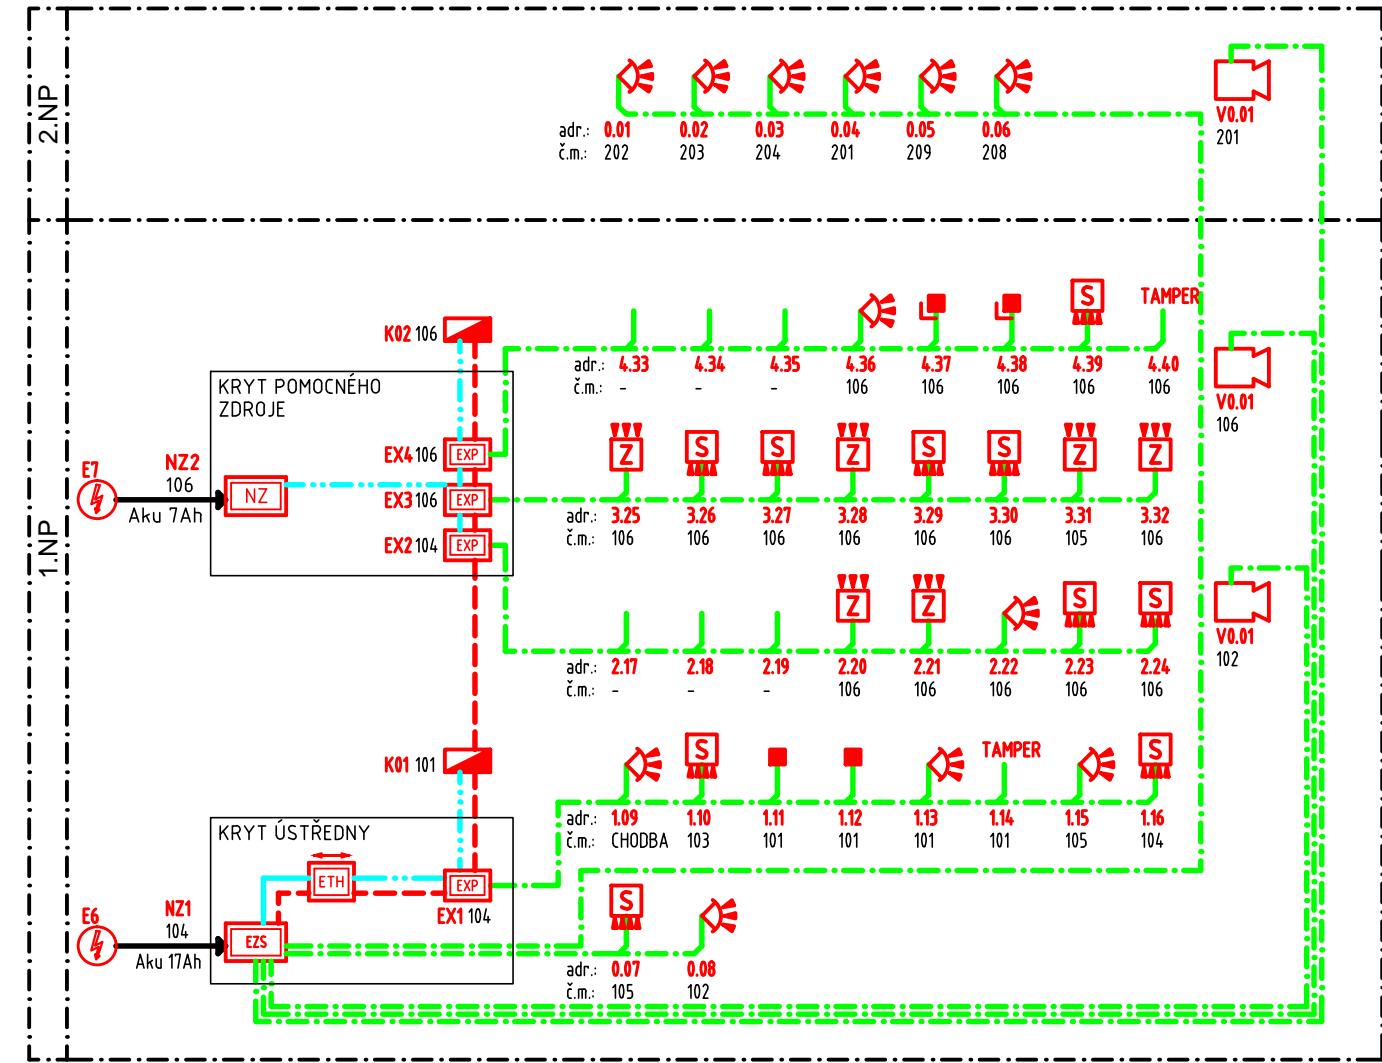 2.NP
adr.: 0.01 0.02 0.03 0.04 0.05 0.06
č.m.: 202 203 204 201 209 208
V0.01
201
1.NP
K02 106
TAMPER
S
adr.: 4.33 4.34 4.35 4.36 4.37 4.38 4.39 4.40
č.m.: - - - 106 106 106 106 106
V0.01
106
KRYT POMOCNÉHO
ZDROJE
EX4 106 EXP
E7
NZ2
106
Aku 7Ah
NZ
EX3 106 EXP
EX2 104 EXP
Z S S Z S S Z Z
adr.: 3.25 3.26 3.27 3.28 3.29 3.30 3.31 3.32
č.m.: 106 106 106 106 106 106 105 106
Z Z S S
adr.: 2.17 2.18 2.19 2.20 2.21 2.22 2.23 2.24
č.m.: - - - 106 106 106 106 106
V0.01
102
K01 101
S TAMPER S
adr.: 1.09 1.10 1.11 1.12 1.13 1.14 1.15 1.16
č.m.: CHODBA 103 101 101 101 101 105 104
KRYT ÚSTŘEDNY
ETH
EXP
EX1 104
E6
NZ1
104
Aku 17Ah
EZS
S
adr.: 0.07 0.08
č.m.: 105 102